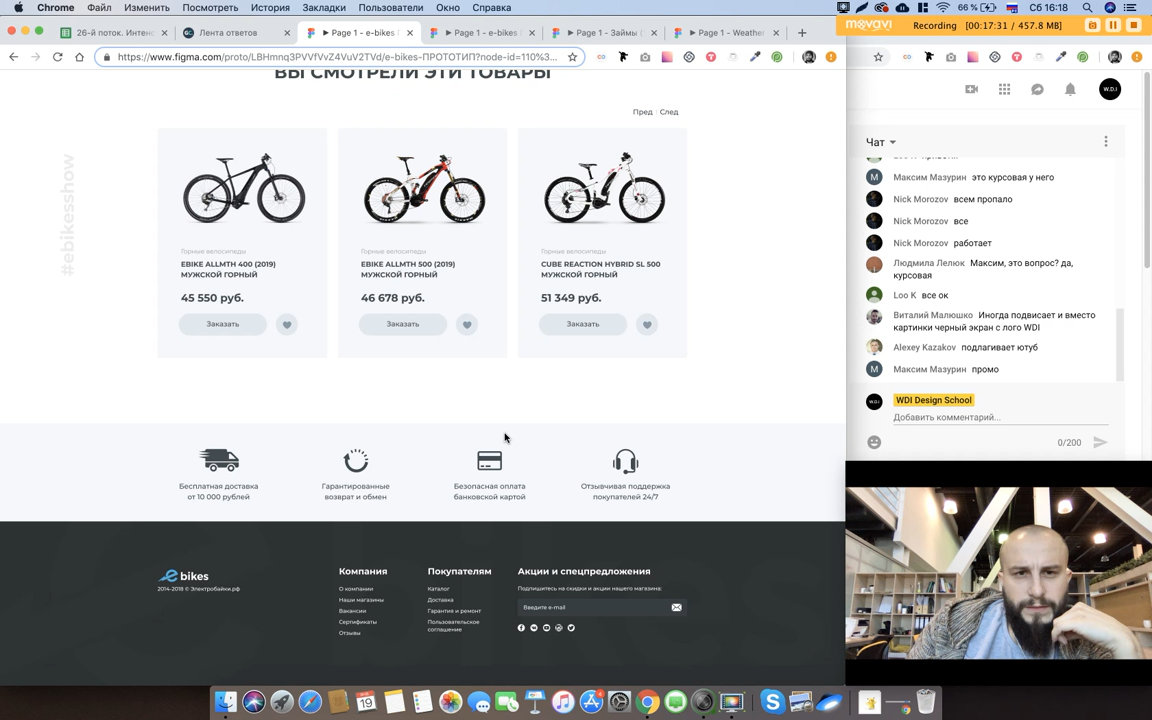 Chrome Файл Изменить Посмотреть История Закладки Пользователи Окно Справка
66 % Сб 16:18
26-й поток. Интенс
Лента ответов
Page 1 - e-bikes
Page 1 - e-bikes
Page 1 - Займы
Page 1 - Weather
movavi Recording (00:17:31 / 457.8 MB)
https://www.figma.com/proto/LBHmnq3PVVfVvZ4VuV2TVd/e-bikes-ПРОТОТИП?node-id=110%3...
ВЫ СМОТРЕЛИ ЭТИ ТОВАРЫ
Пред След
#ebikesshow
Горные велосипеды
EBIKE ALLMTH 400 (2019)
МУЖСКОЙ ГОРНЫЙ
45 550 руб.
Заказать
Горные велосипеды
EBIKE ALLMTH 500 (2019)
МУЖСКОЙ ГОРНЫЙ
46 678 руб.
Заказать
Горные велосипеды
CUBE REACTION HYBRID SL 500
МУЖСКОЙ ГОРНЫЙ
51 349 руб.
Заказать
Бесплатная доставка
от 10 000 рублей
Гарантированные
возврат и обмен
Безопасная оплата
банковской картой
Отзывчивая поддержка
покупателей 24/7
e bikes
2014-2018 © Электробайки.рф
Компания
О компании
Наши магазины
Вакансии
Сертификаты
Отзывы
Покупателям
Каталог
Доставка
Гарантия и ремонт
Пользовательское
соглашение
Акции и спецпредложения
Подпишитесь на скидки и акции нашего магазина:
Введите e-mail
W.D.I
Чат
Максим Мазурин это курсовая у него
Nick Morozov всем пропало
Nick Morozov все
Nick Morozov работает
Людмила Лелюк Максим, это вопрос? да,
курсовая
Loo K все ок
Виталий Малюшко Иногда подвисает и вместо
картинки черный экран с лого WDI
Alexey Kazakov подлагивает ютуб
Максим Мазурин промо
WDI Design School
Добавить комментарий...
0/200
19